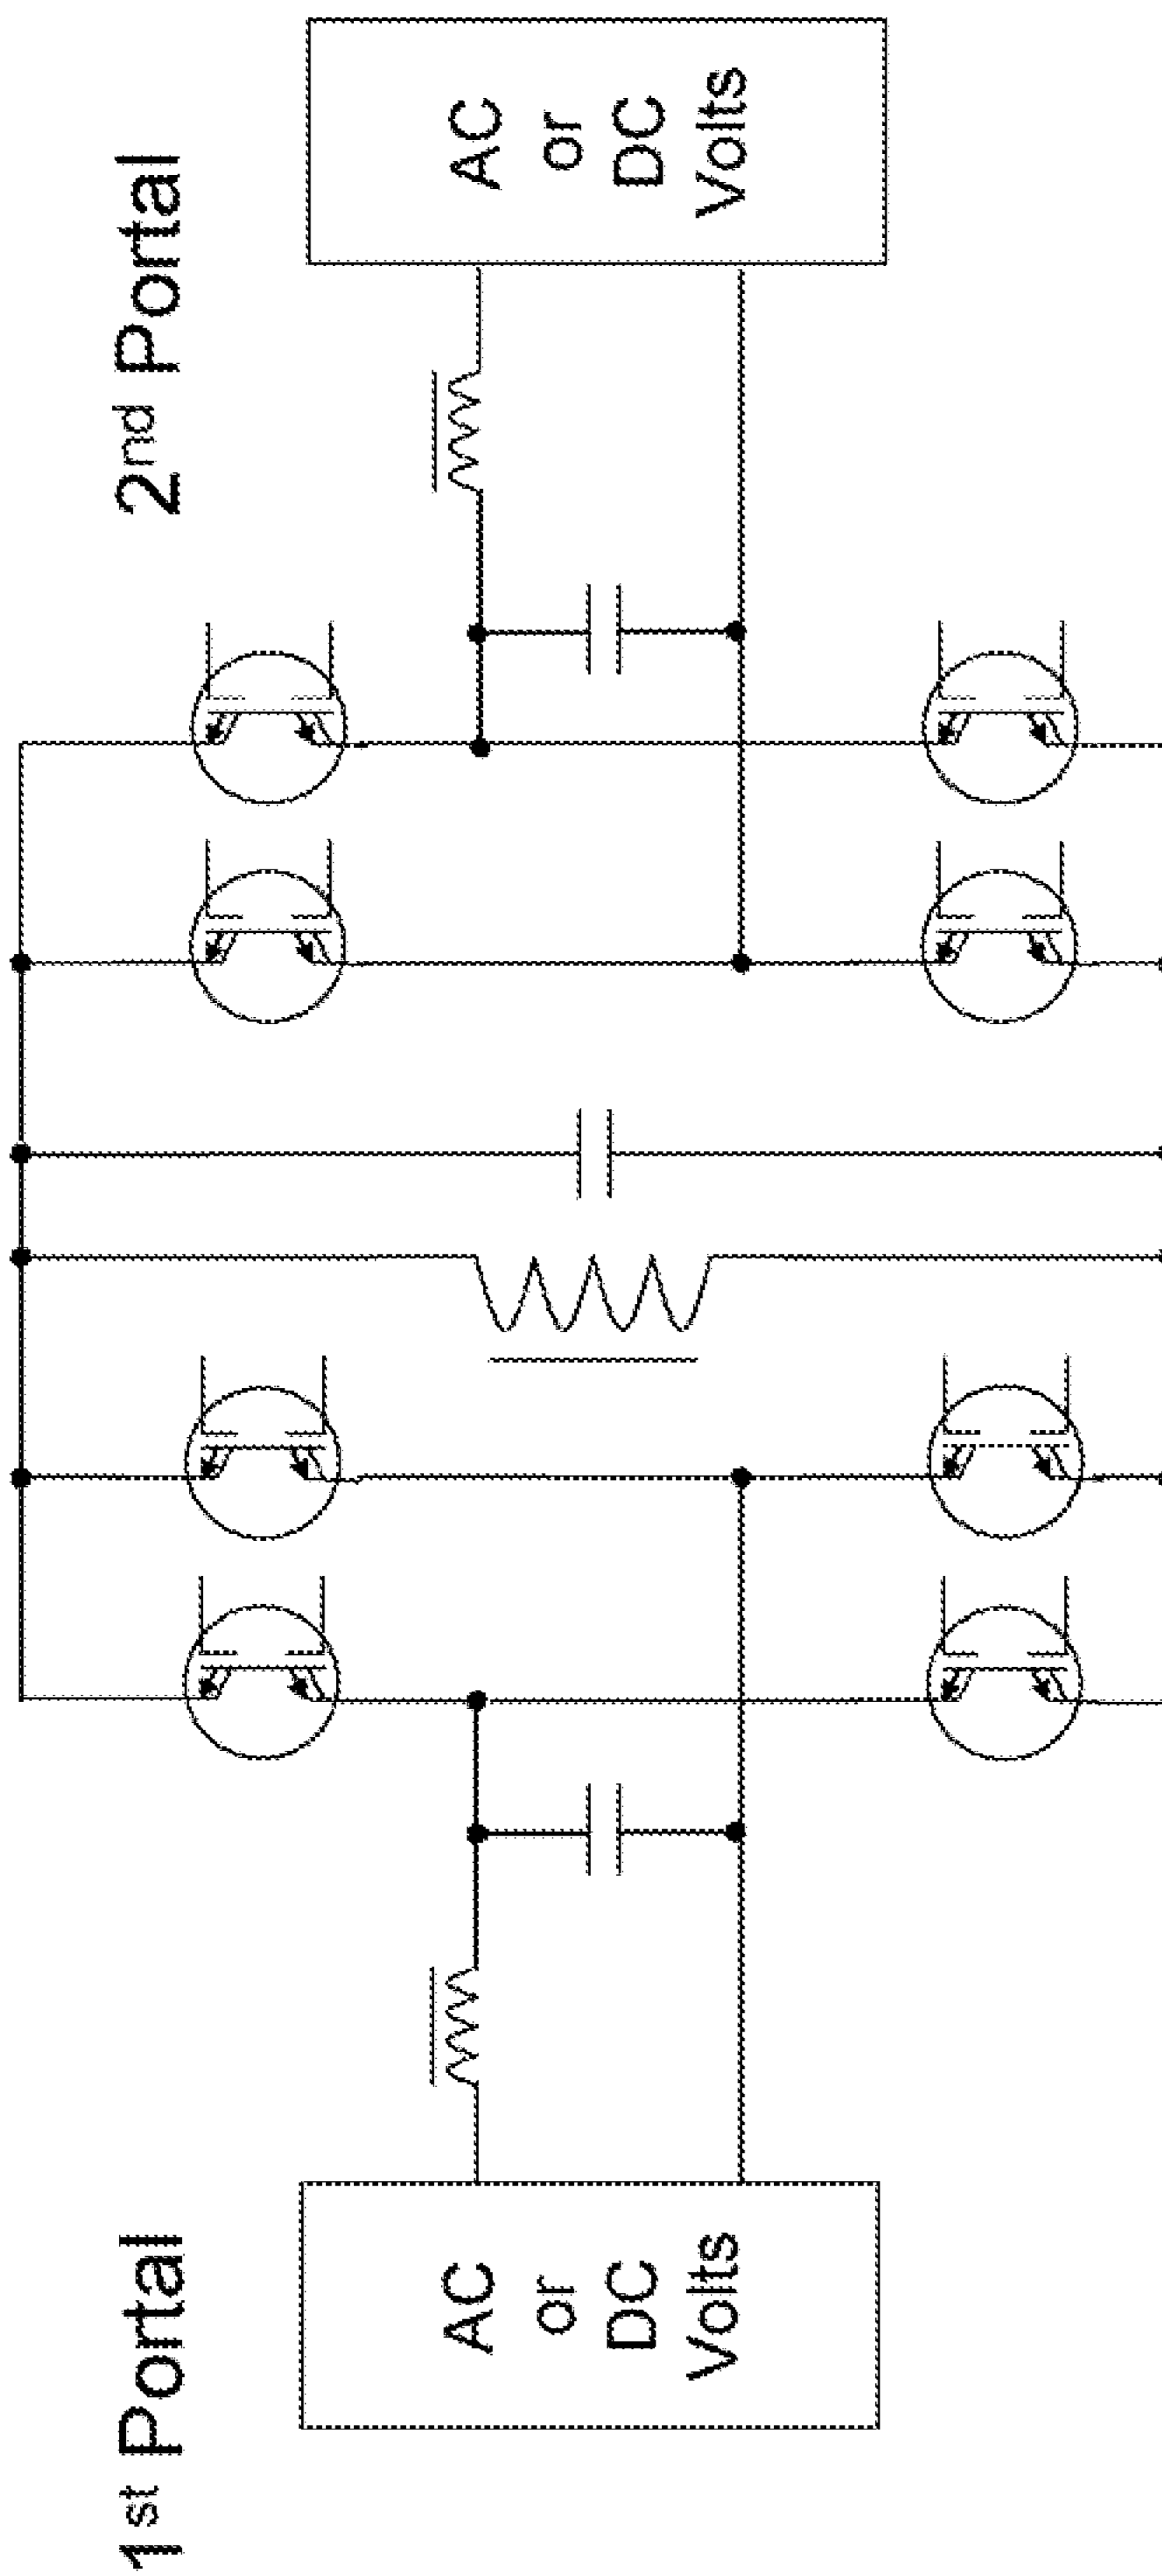 1st Portal
AC
or
DC
Volts
2nd Portal
AC
or
DC
Volts